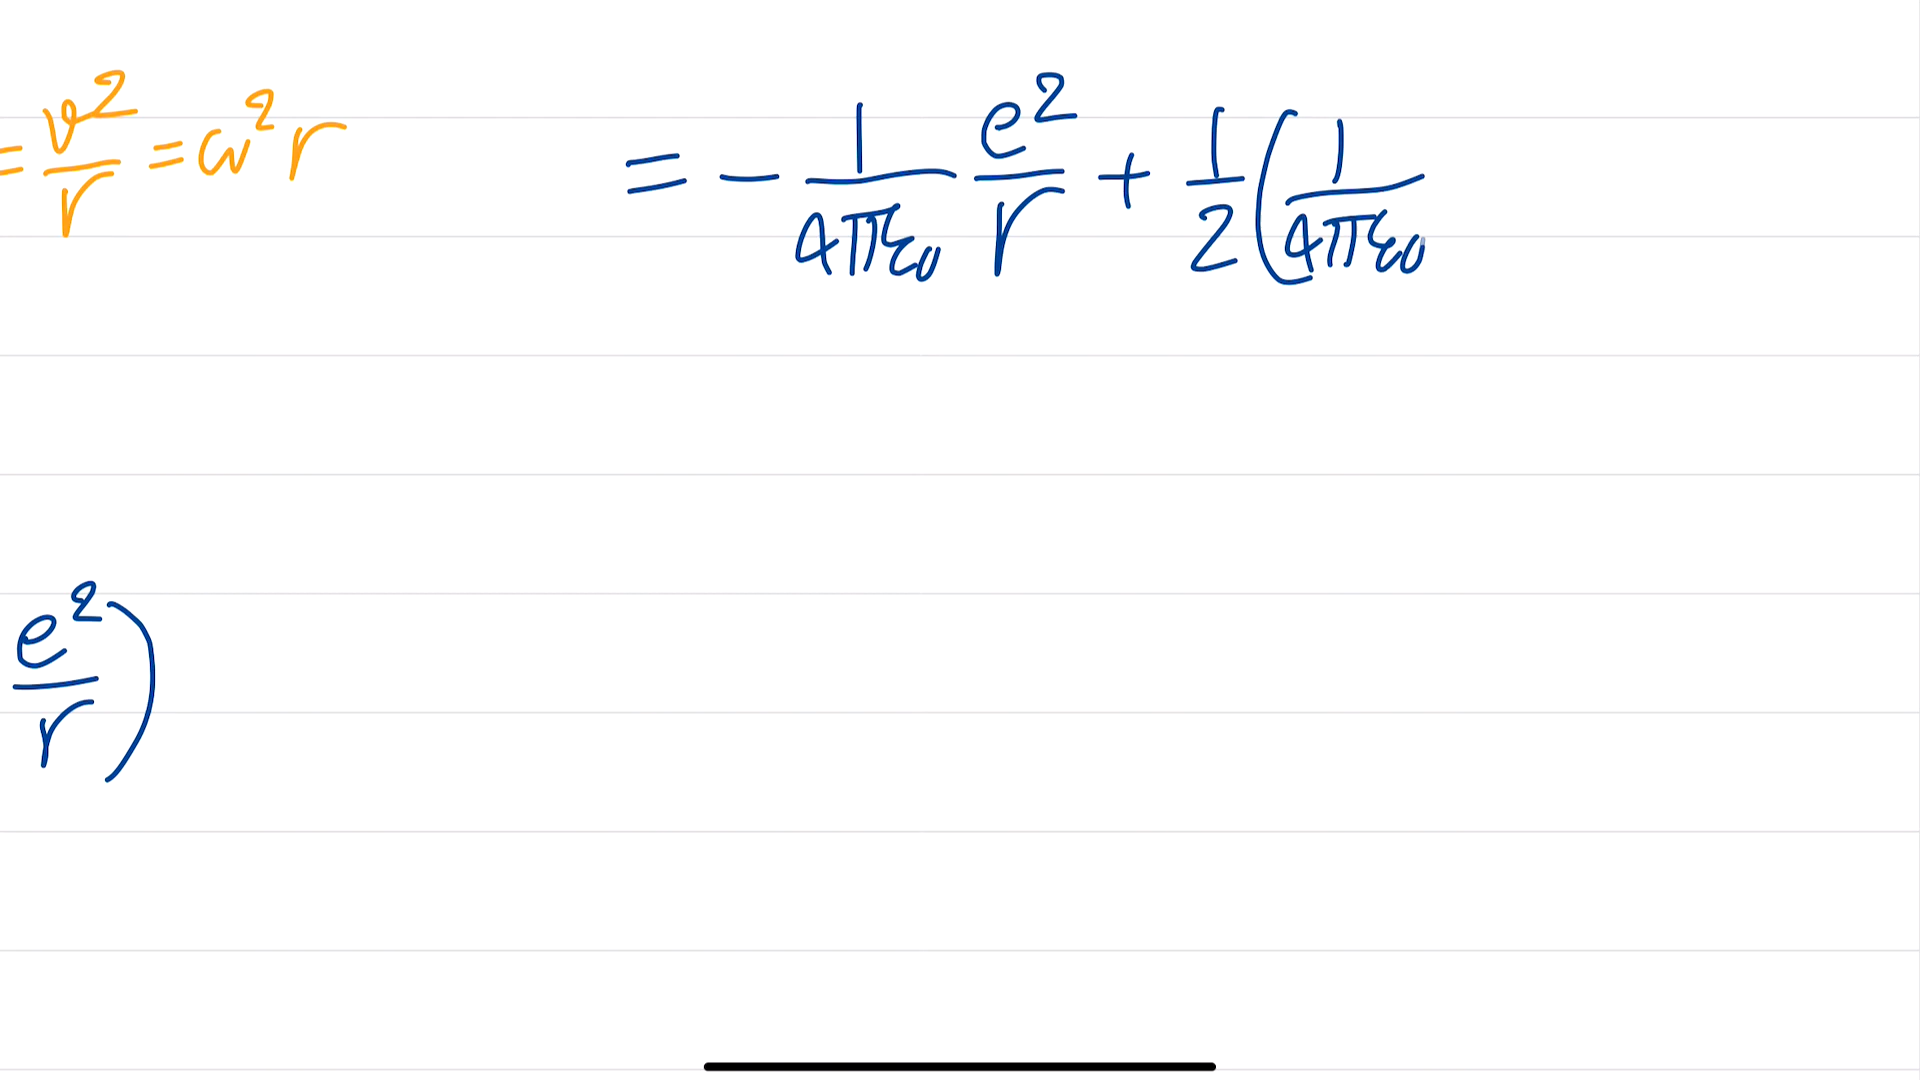 = v²/r = ω²r
= - 1/4πε₀ e²/r + 1/2 ( 1/4πε₀
e²/r )